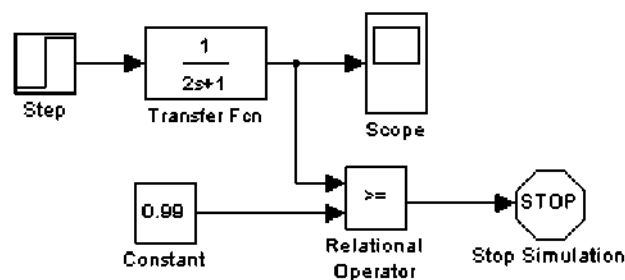 1
2s+1
Step
Transfer Fcn
Scope
0.99
>=
STOP
Constant
Relational
Operator
Stop Simulation